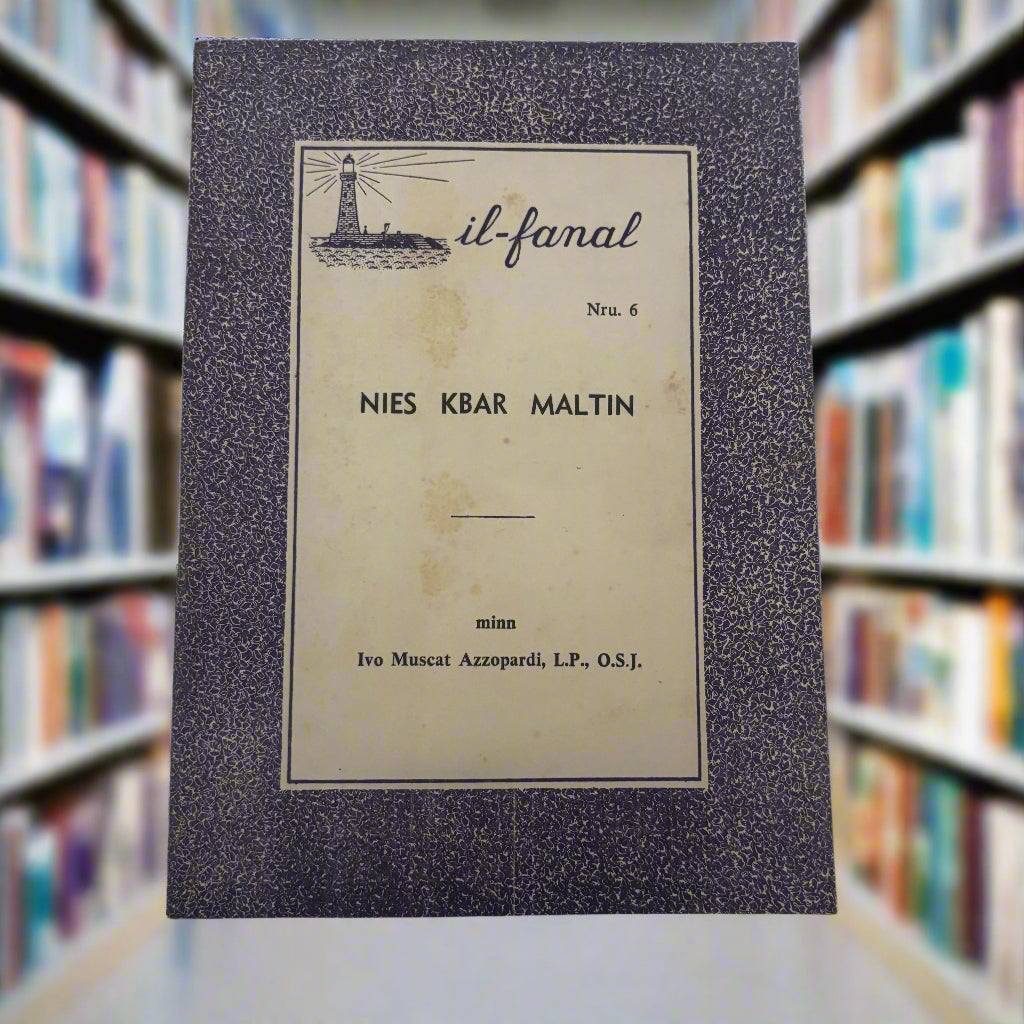 il-fanal
Nru. 6
NIES KBAR MALTIN
minn
Ivo Muscat Azzopardi, L.P., O.S.J.